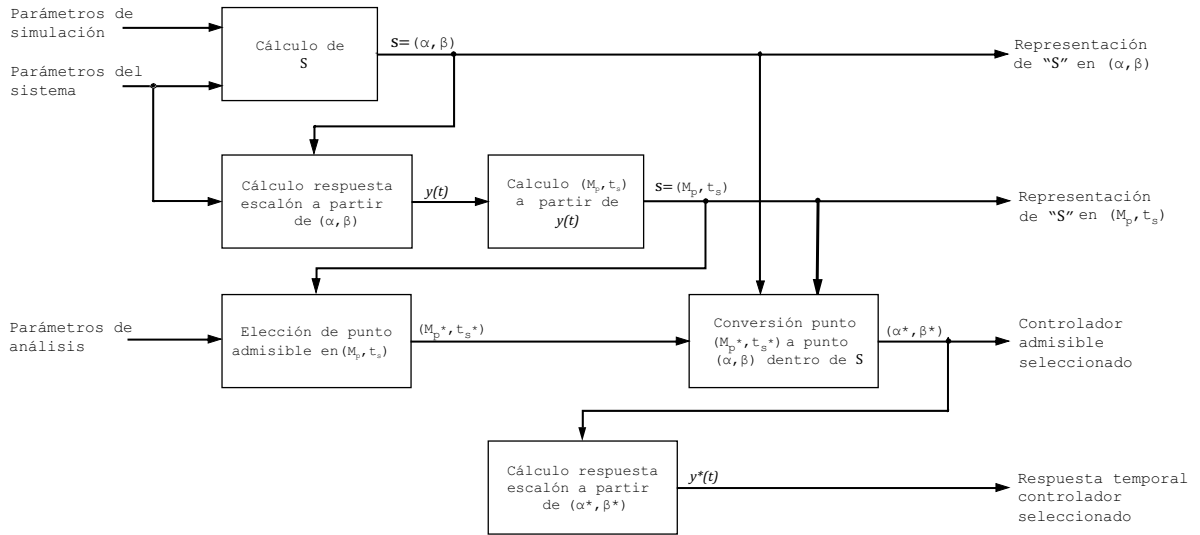 Parámetros de
simulación
Parámetros del
sistema
Cálculo de
S
S=(α,β)
Representación
de “S” en (α,β)
Cálculo respuesta
escalón a partir
de (α,β)
y(t)
Calculo (Mp,ts)
a partir de
y(t)
S=(Mp,ts)
Representación
de “S” en (Mp,ts)
Parámetros de
análisis
Elección de punto
admisible en(Mp,ts)
(Mp*,ts*)
Conversión punto
(Mp*,ts*) a punto
(α,β) dentro de S
(α*,β*)
Controlador
admisible
seleccionado
Cálculo respuesta
escalón a partir
de (α*,β*)
y*(t)
Respuesta temporal
controlador
seleccionado